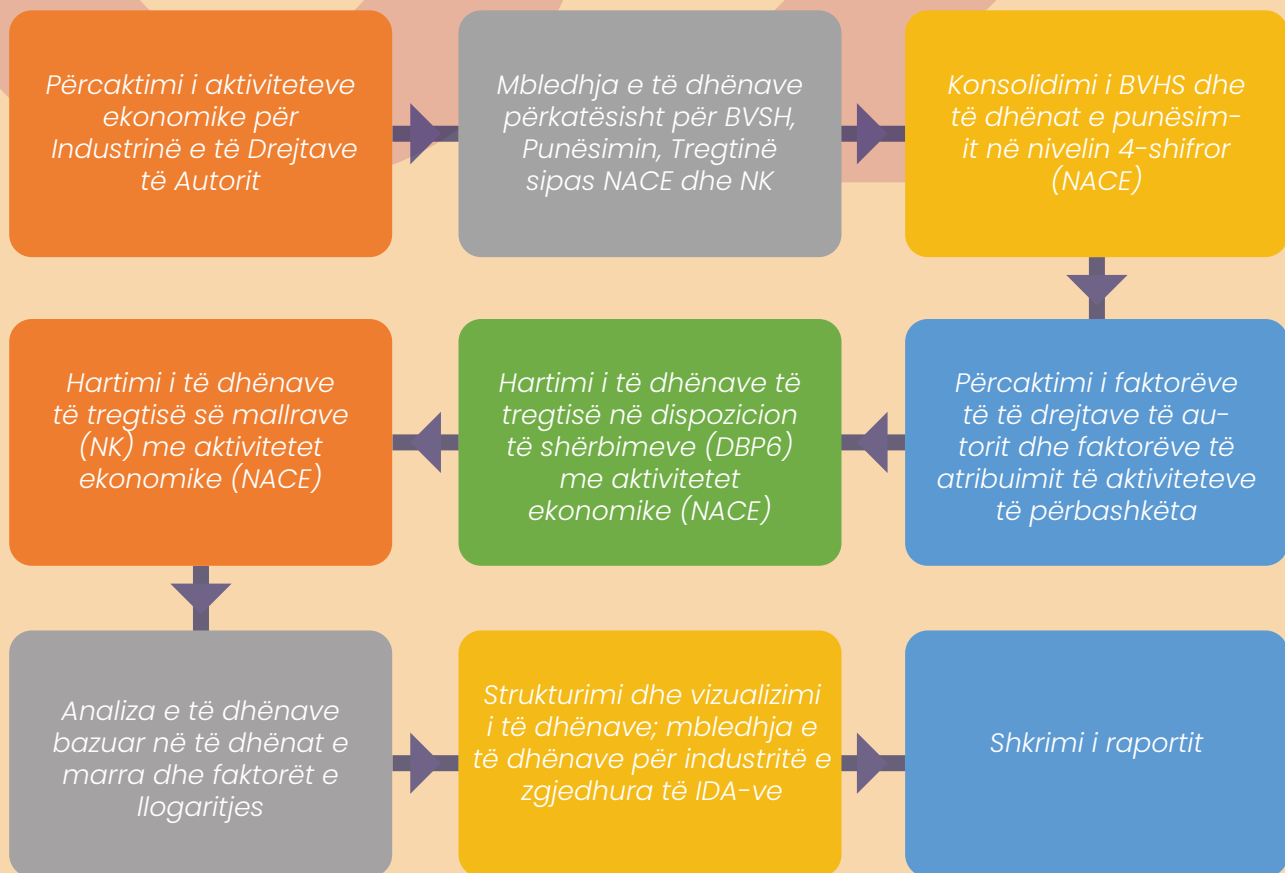 Përcaktimi i aktiviteteve
ekonomike për
Industrinë e të Drejtave
të Autorit
Mbledhja e të dhënave
përkatësisht për BVSH,
Punësimin, Tregtinë
sipas NACE dhe NK
Konsolidimi i BVHS dhe
të dhënat e punësim-
it në nivelin 4-shifror
(NACE)
Përcaktimi i faktorëve
të të drejtave të au-
torit dhe faktorëve të
atribuimit të aktiviteteve
të përbashkëta
Hartimi i të dhënave të
tregtisë në dispozicion
të shërbimeve (DBP6)
me aktivitetet
ekonomike (NACE)
Hartimi i të dhënave
të tregtisë së mallrave
(NK) me aktivitetet
ekonomike (NACE)
Analiza e të dhënave
bazuar në të dhënat e
marra dhe faktorët e
llogaritjes
Strukturimi dhe vizualizimi
i të dhënave; mbledhja e
të dhënave për industritë e
zgjedhura të IDA-ve
Shkrimi i raportit